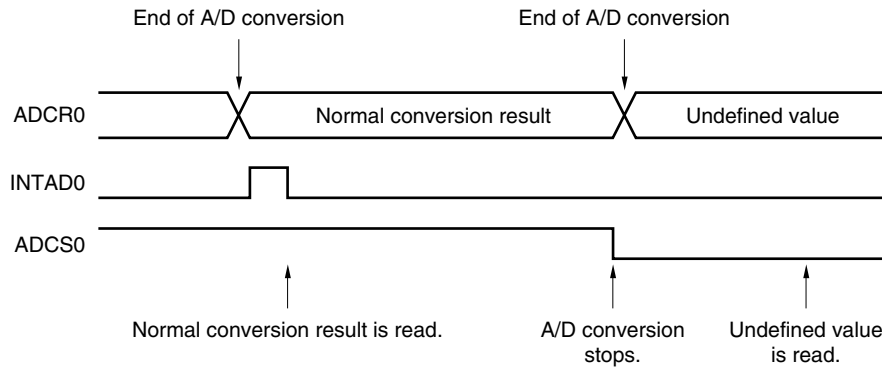 End of A/D conversion
End of A/D conversion
ADCR0
Normal conversion result
Undefined value
INTAD0
ADCS0
Normal conversion result is read.
A/D conversion
stops.
Undefined value
is read.